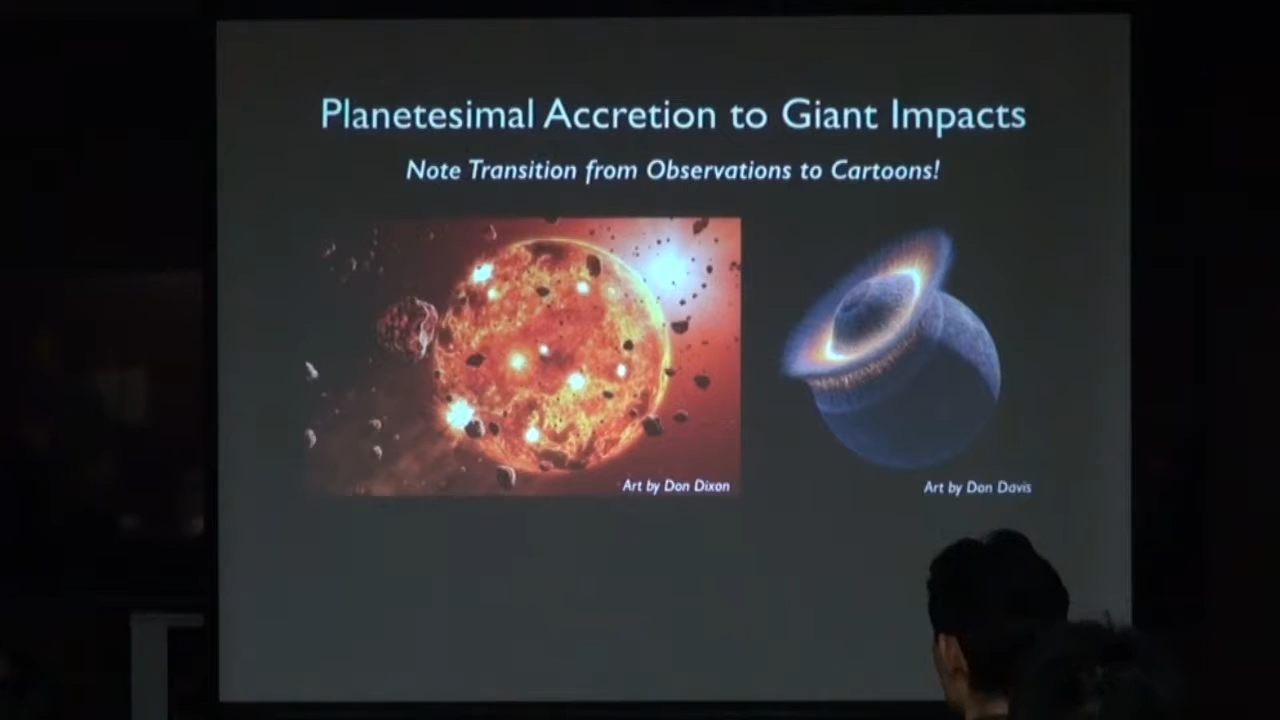 Planetesimal Accretion to Giant Impacts
Note Transition from Observations to Cartoons!
Art by Don Dixon
Art by Don Davis